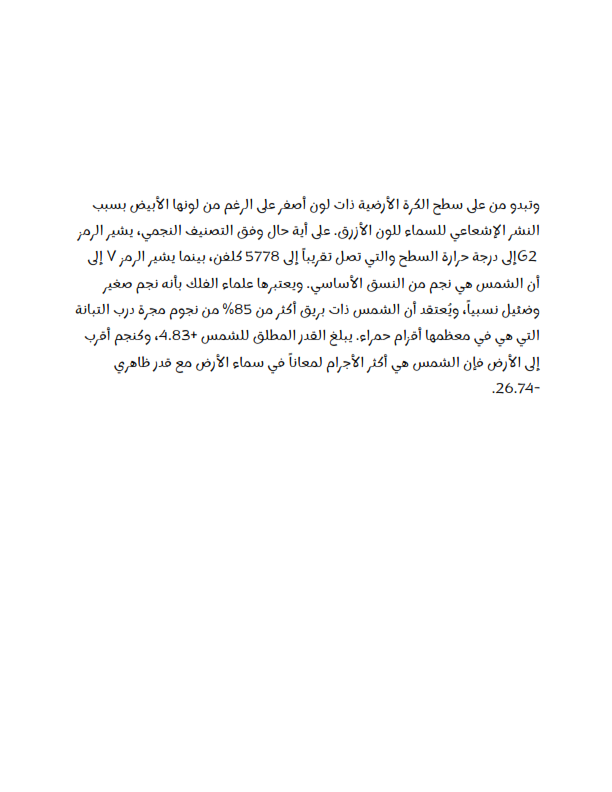 وتبدو من على سطح الكرة الأرضية ذات لون أصفر على الرغم من لونها الأبيض بسبب
النشر الإشعاعي للسماء للون الأزرق. على أية حال وفق التصنيف النجمي، يشير الرمز
G2إلى درجة حرارة السطح والتي تصل تقريباً إلى 5778 كلفن، بينما يشير الرمز V إلى
أن الشمس هي نجم من النسق الأساسي. ويعتبرها علماء الفلك بأنه نجم صغير
وضئيل نسبياً، ويُعتقد أن الشمس ذات بريق أكثر من 85% من نجوم مجرة درب التبانة
التي هي في معظمها أقزام حمراء. يبلغ القدر المطلق للشمس +4.83، وكنجم أقرب
إلى الأرض فإن الشمس هي أكثر الأجرام لمعاناً في سماء الأرض مع قدر ظاهري
-26.74.